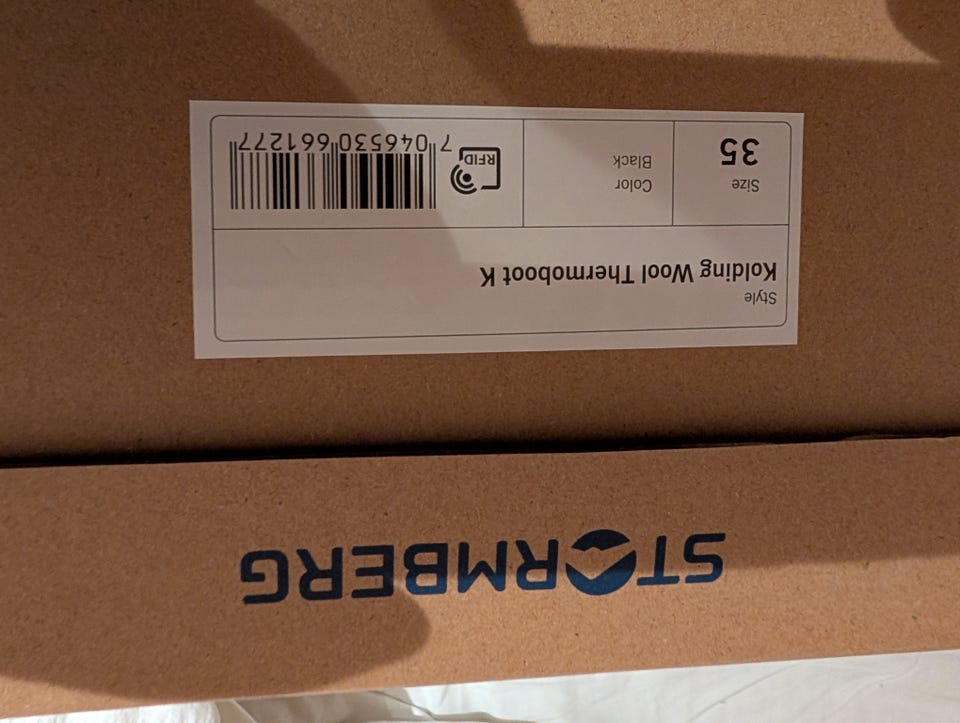 STORMBERG
Style
Kolding Wool Thermoboot K
Size
35
Color
Black
RFID
7 046530 661277